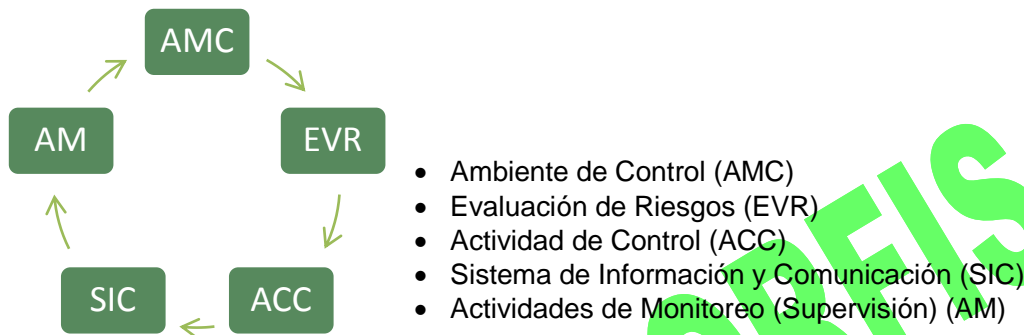 AMC
AM
EVR
SIC
ACC
• Ambiente de Control (AMC)
• Evaluación de Riesgos (EVR)
• Actividad de Control (ACC)
• Sistema de Información y Comunicación (SIC)
• Actividades de Monitoreo (Supervisión) (AM)